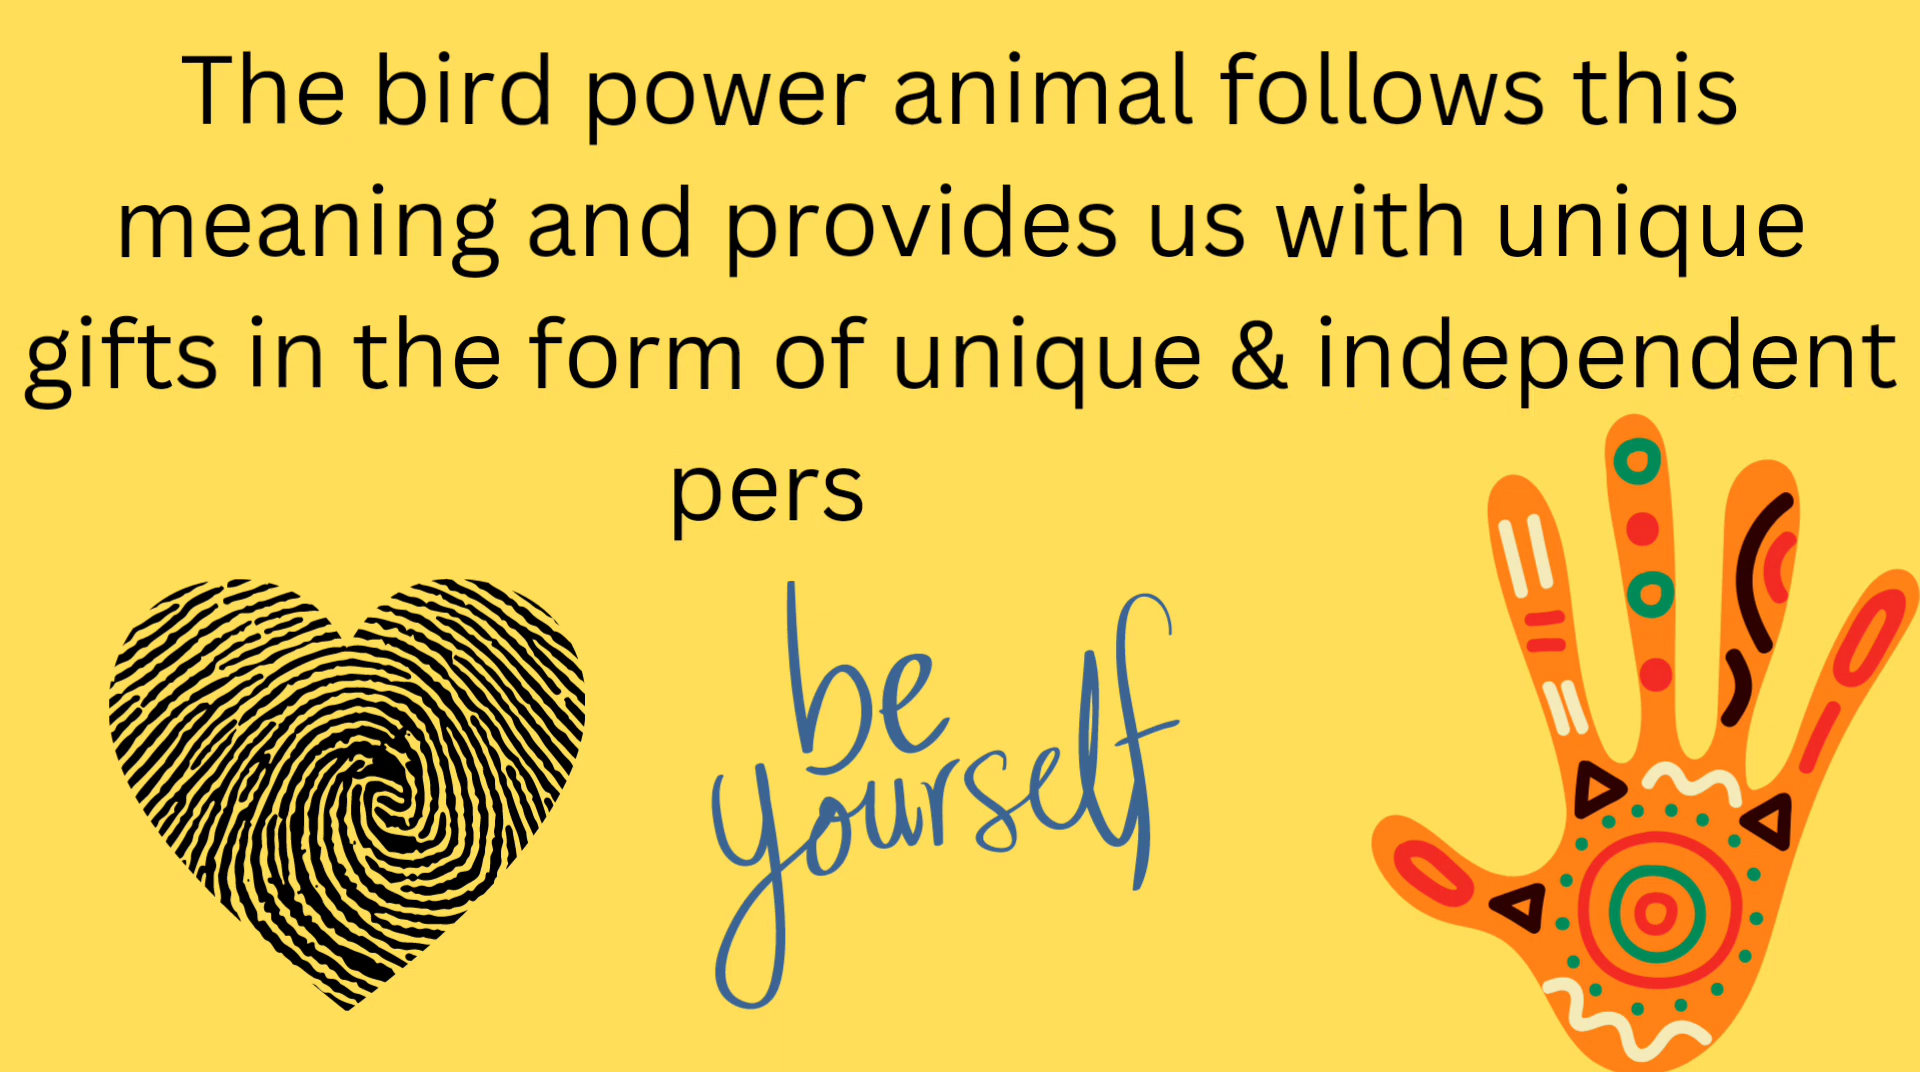 The bird power animal follows this
meaning and provides us with unique
gifts in the form of unique & independent
pers
be
yourself